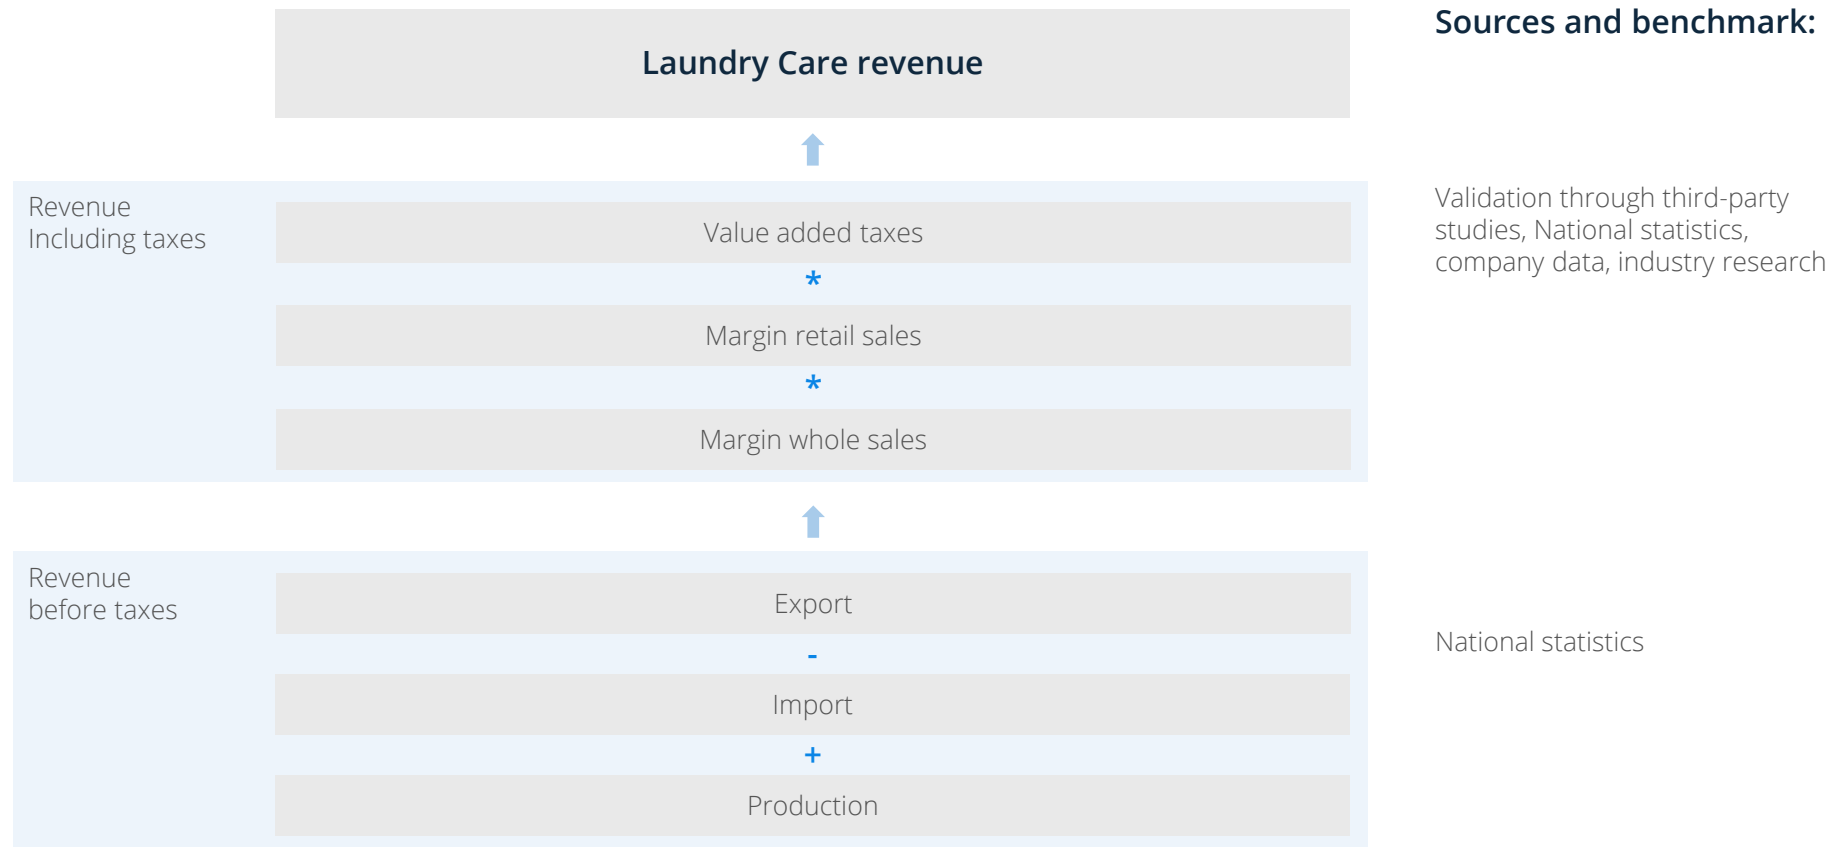 Laundry Care revenue
Sources and benchmark:
Revenue
Including taxes
Value added taxes
*
Margin retail sales
*
Margin whole sales
Validation through third-party
studies, National statistics,
company data, industry research
Revenue
before taxes
Export
-
Import
+
Production
National statistics